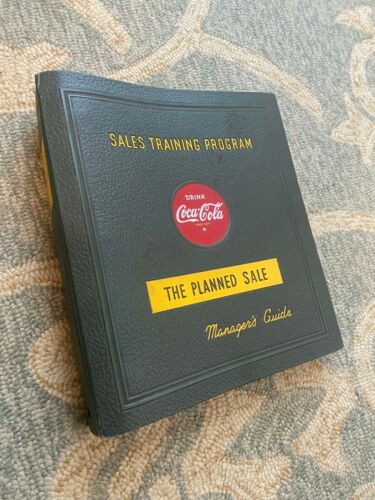 SALES TRAINING PROGRAM
DRINK
Coca-Cola
THE PLANNED SALE
Manager's Guide